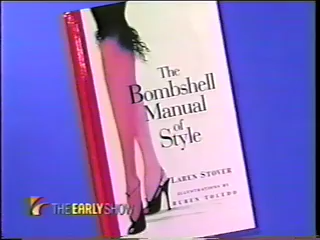 The
Bombshell
Manual
of
Style
LAREN STOVER
ILLUSTRATIONS BY
RUBEN TOLEDO
THE EARLY SHOW